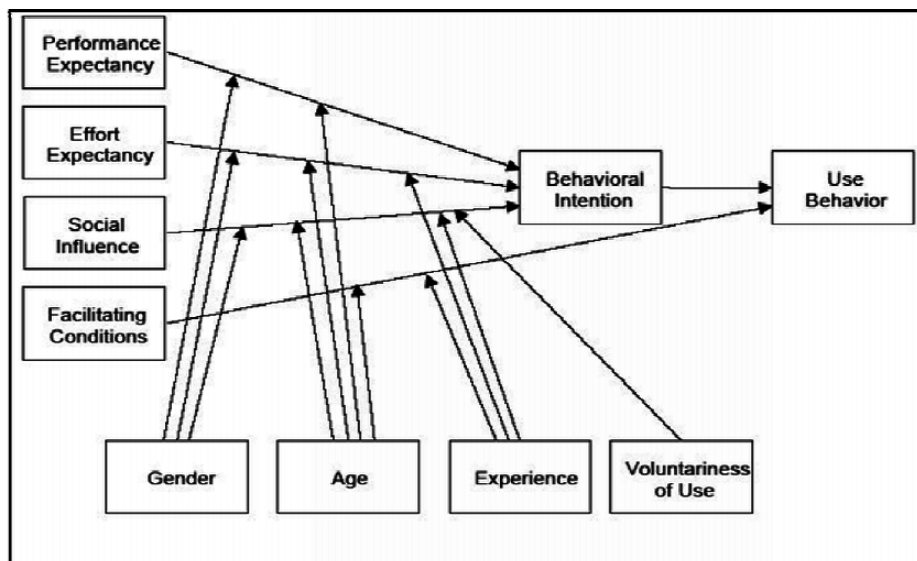 Performance
Expectancy
Effort
Expectancy
Social
Influence
Facilitating
Conditions
Behavioral
Intention
Use
Behavior
Gender
Age
Experience
Voluntariness
of Use